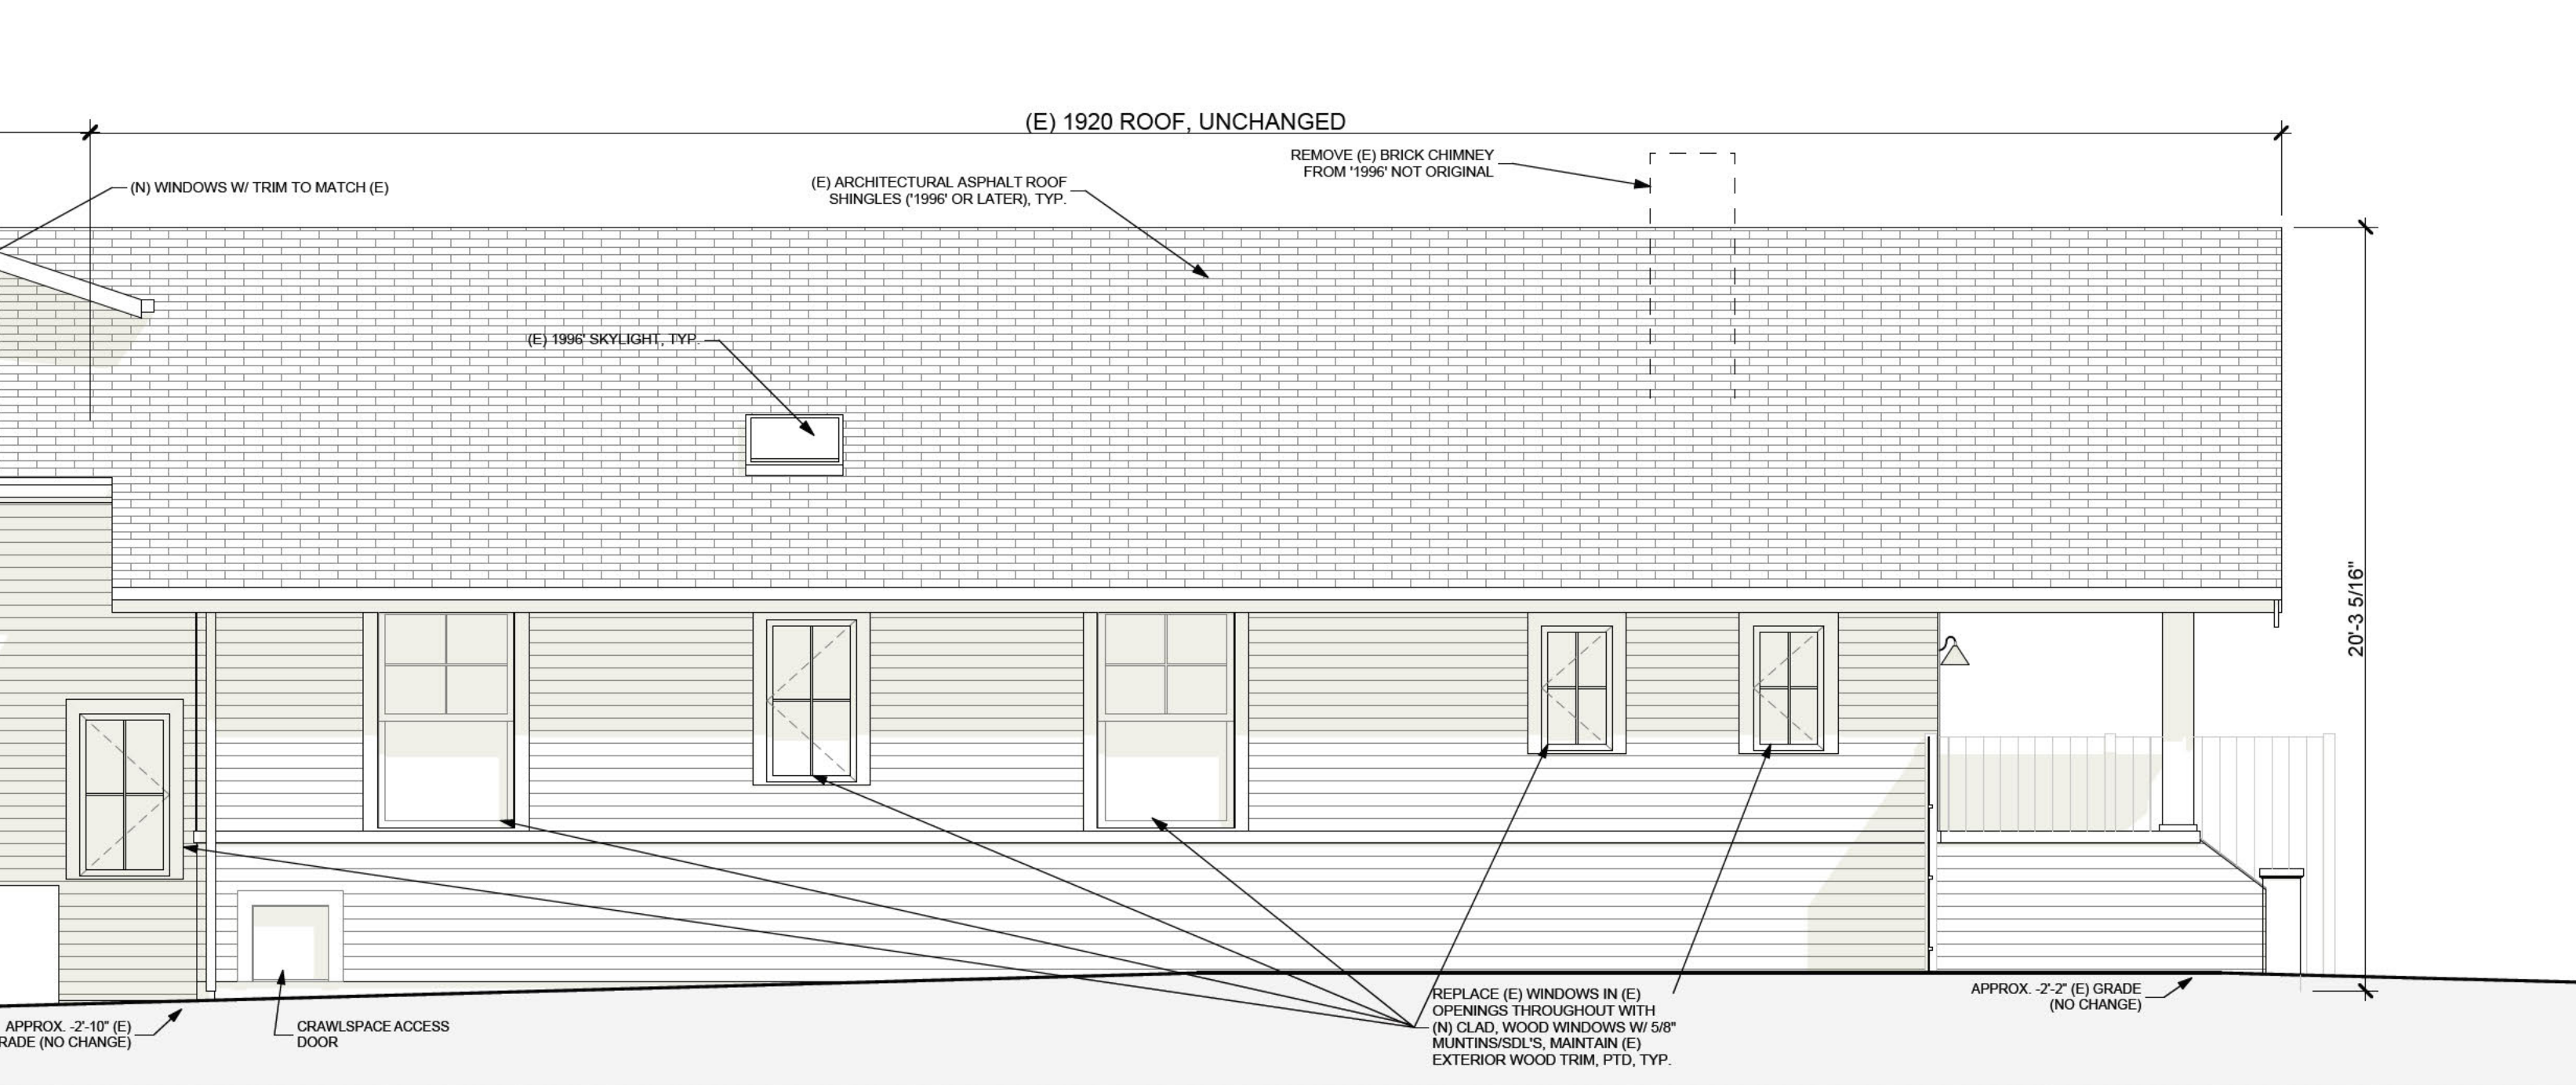 (E) 1920 ROOF, UNCHANGED
REMOVE (E) BRICK CHIMNEY
FROM '1996' NOT ORIGINAL
(N) WINDOWS W/ TRIM TO MATCH (E)
(E) ARCHITECTURAL ASPHALT ROOF
SHINGLES ('1996' OR LATER), TYP.
(E) 1996' SKYLIGHT, TYP.
20'-3 5/16"
REPLACE (E) WINDOWS IN (E)
OPENINGS THROUGHOUT WITH
(N) CLAD, WOOD WINDOWS W/ 5/8"
MUNTINS/SDL'S, MAINTAIN (E)
EXTERIOR WOOD TRIM, PTD, TYP.
APPROX. -2'-2" (E) GRADE
(NO CHANGE)
APPROX. -2'-10" (E)
RADE (NO CHANGE)
CRAWLSPACE ACCESS
DOOR